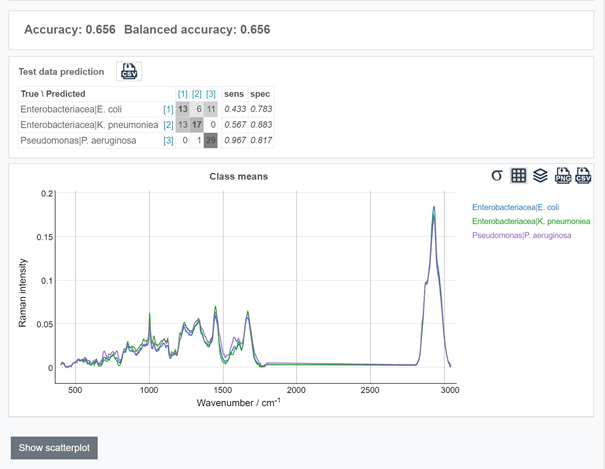 Accuracy: 0.656 Balanced accuracy: 0.656
Test data prediction CSV
True \ Predicted [1] [2] [3] sens spec
Enterobacteriacea|E. coli [1] 13 6 11 0.433 0.783
Enterobacteriacea|K. pneumoniea [2] 13 17 0 0.567 0.883
Pseudomonas|P. aeruginosa [3] 0 1 29 0.967 0.817
Class means
σ PNG CSV
Enterobacteriacea|E. coli
Enterobacteriacea|K. pneumoniea
Pseudomonas|P. aeruginosa
Raman intensity
0.2
0.15
0.1
0.05
0
500 1000 1500 2000 2500 3000
Wavenumber / cm⁻¹
Show scatterplot